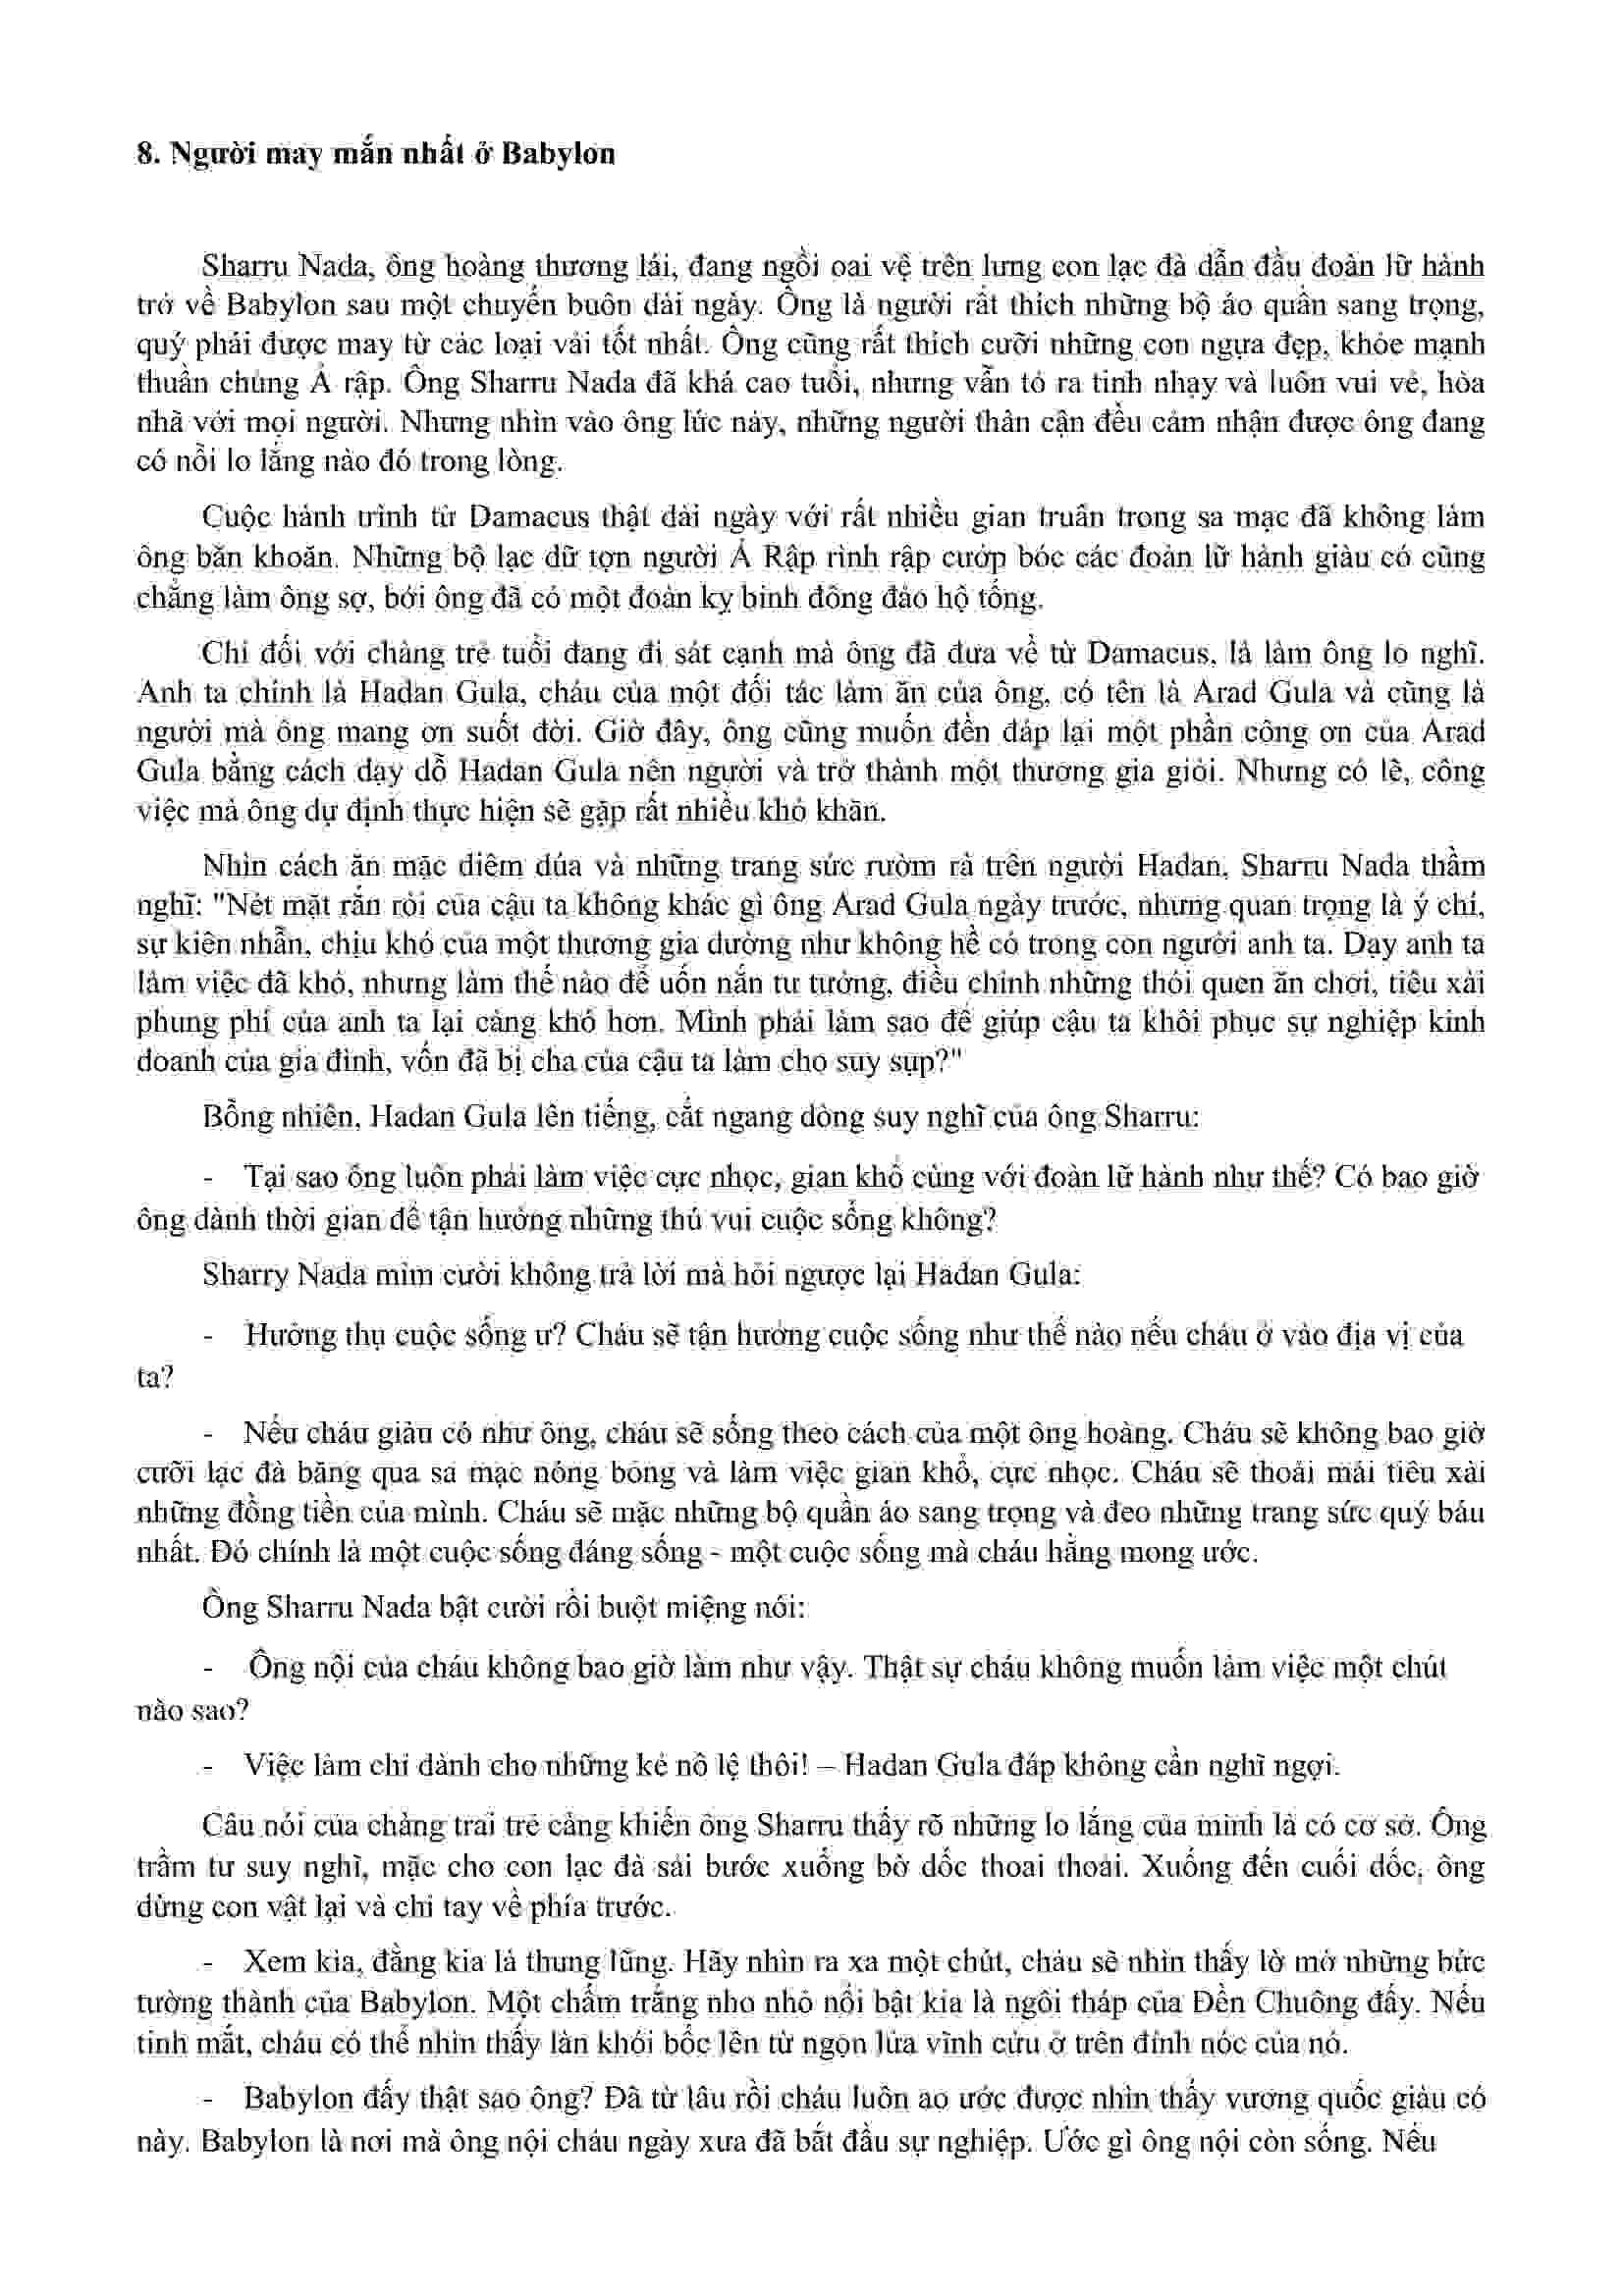 8. Người may mắn nhất ở Babylon
Sharru Nada, ông hoàng thương lái, đang ngồi oai vệ trên lưng con lạc đà dẫn đầu đoàn lữ hành
trở về Babylon sau một chuyến buôn dài ngày. Ông là người rất thích những bộ áo quần sang trọng,
quý phái được may từ các loại vải tốt nhất. Ông cũng rất thích cưỡi những con ngựa đẹp, khỏe mạnh
thuần chủng Ả rập. Ông Sharru Nada đã khá cao tuổi, nhưng vẫn tỏ ra tinh nhạy và luôn vui vẻ, hòa
nhã với mọi người. Nhưng nhìn vào ông lúc này, những người thân cận đều cảm nhận được ông đang
có nỗi lo lắng nào đó trong lòng.
Cuộc hành trình từ Damacus thật dài ngày với rất nhiều gian truân trong sa mạc đã không làm
ông băn khoăn. Những bộ lạc dữ tợn người Ả Rập rình rập cướp bóc các đoàn lữ hành giàu có cũng
chẳng làm ông sợ, bởi ông đã có một đoàn kỵ binh đông đảo hộ tống.
Chỉ đối với chàng trẻ tuổi đang đi sát cạnh mà ông đã đưa về từ Damacus, là làm ông lo nghĩ.
Anh ta chính là Hadan Gula, cháu của một đối tác làm ăn của ông, có tên là Arad Gula và cũng là
người mà ông mang ơn suốt đời. Giờ đây, ông cũng muốn đền đáp lại một phần công ơn của Arad
Gula bằng cách dạy dỗ Hadan Gula nên người và trở thành một thương gia giỏi. Nhưng có lẽ, công
việc mà ông dự định thực hiện sẽ gặp rất nhiều khó khăn.
Nhìn cách ăn mặc diêm dúa và những trang sức rườm rà trên người Hadan, Sharru Nada thầm
nghĩ: "Nét mặt rắn rỏi của cậu ta không khác gì ông Arad Gula ngày trước, nhưng quan trọng là ý chí,
sự kiên nhẫn, chịu khó của một thương gia dường như không hề có trong con người anh ta. Dạy anh ta
làm việc đã khó, nhưng làm thế nào để uốn nắn tư tưởng, điều chỉnh những thói quen ăn chơi, tiêu xài
phung phí của anh ta lại càng khó hơn. Mình phải làm sao để giúp cậu ta khôi phục sự nghiệp kinh
doanh của gia đình, vốn đã bị cha của cậu ta làm cho suy sụp?"
Bỗng nhiên, Hadan Gula lên tiếng, cắt ngang dòng suy nghĩ của ông Sharru:
- Tại sao ông luôn phải làm việc cực nhọc, gian khổ cùng với đoàn lữ hành như thế? Có bao giờ
ông dành thời gian để tận hưởng những thú vui cuộc sống không?
Sharry Nada mỉm cười không trả lời mà hỏi ngược lại Hadan Gula:
- Hưởng thụ cuộc sống ư? Cháu sẽ tận hưởng cuộc sống như thế nào nếu cháu ở vào địa vị của
ta?
- Nếu cháu giàu có như ông, cháu sẽ sống theo cách của một ông hoàng. Cháu sẽ không bao giờ
cưỡi lạc đà băng qua sa mạc nóng bỏng và làm việc gian khổ, cực nhọc. Cháu sẽ thoải mái tiêu xài
những đồng tiền của mình. Cháu sẽ mặc những bộ quần áo sang trọng và đeo những trang sức quý báu
nhất. Đó chính là một cuộc sống đáng sống - một cuộc sống mà cháu hằng mong ước.
Ông Sharru Nada bật cười rồi buột miệng nói:
- Ông nội của cháu không bao giờ làm như vậy. Thật sự cháu không muốn làm việc một chút
nào sao?
- Việc làm chỉ dành cho những kẻ nô lệ thôi! – Hadan Gula đáp không cần nghĩ ngợi.
Câu nói của chàng trai trẻ càng khiến ông Sharru thấy rõ những lo lắng của mình là có cơ sở. Ông
trầm tư suy nghĩ, mặc cho con lạc đà sải bước xuống bờ dốc thoai thoải. Xuống đến cuối dốc, ông
dừng con vật lại và chỉ tay về phía trước.
- Xem kìa, đằng kia là thung lũng. Hãy nhìn ra xa một chút, cháu sẽ nhìn thấy lờ mờ những bức
tường thành của Babylon. Một chấm trắng nho nhỏ nổi bật kia là ngôi tháp của Đền Chuông đấy. Nếu
tinh mắt, cháu có thể nhìn thấy làn khói bốc lên từ ngọn lửa vĩnh cửu ở trên đỉnh nóc của nó.
- Babylon đấy thật sao ông? Đã từ lâu rồi cháu luôn ao ước được nhìn thấy vương quốc giàu có
này. Babylon là nơi mà ông nội cháu ngày xưa đã bắt đầu sự nghiệp. Ước gì ông nội còn sống. Nếu